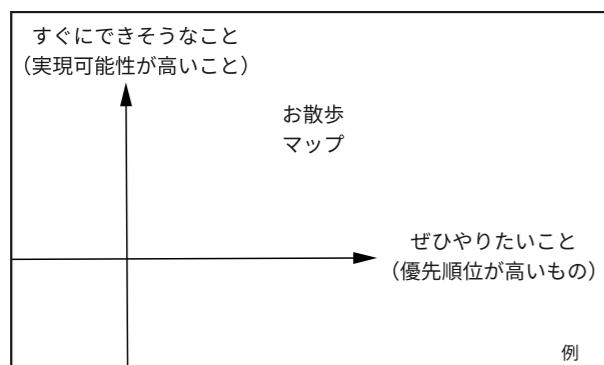 すぐにできそうなこと
（実現可能性が高いこと）
お散歩
マップ
ぜひやりたいこと
（優先順位が高いもの）
例